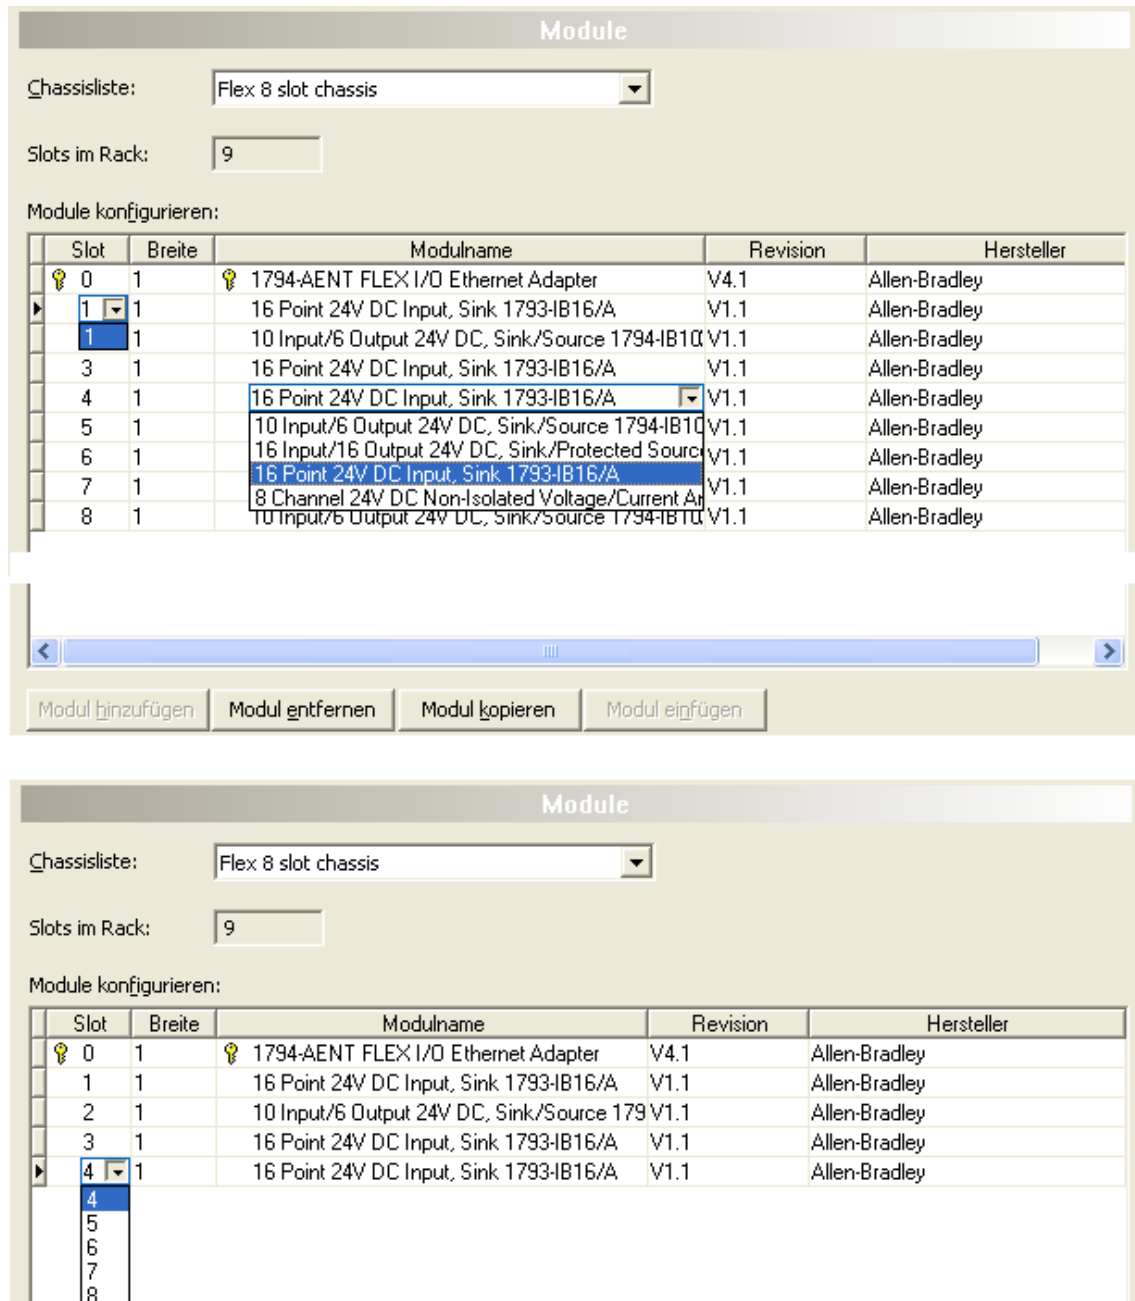 Module
Chassisliste: Flex 8 slot chassis
Slots im Rack: 9
Module konfigurieren:
Slot Breite Modulname Revision Hersteller
0 1 1794-AENT FLEX I/O Ethernet Adapter V4.1 Allen-Bradley
1 1 16 Point 24V DC Input, Sink 1793-IB16/A V1.1 Allen-Bradley
1 1 10 Input/6 Output 24V DC, Sink/Source 1794-IB10 V1.1 Allen-Bradley
3 1 16 Point 24V DC Input, Sink 1793-IB16/A V1.1 Allen-Bradley
4 1 16 Point 24V DC Input, Sink 1793-IB16/A V1.1 Allen-Bradley
5 1 10 Input/6 Output 24V DC, Sink/Source 1794-IB10 V1.1 Allen-Bradley
6 1 16 Input/16 Output 24V DC, Sink/Protected Sourc V1.1 Allen-Bradley
7 1 16 Point 24V DC Input, Sink 1793-IB16/A V1.1 Allen-Bradley
8 Channel 24V DC Non-Isolated Voltage/Current
8 1 10 Input/6 Output 24V DC, Sink/Source 1794-IB10 V1.1 Allen-Bradley
Modul hinzufügen Modul entfernen Modul kopieren Modul einfügen
Module
Chassisliste: Flex 8 slot chassis
Slots im Rack: 9
Module konfigurieren:
Slot Breite Modulname Revision Hersteller
0 1 1794-AENT FLEX I/O Ethernet Adapter V4.1 Allen-Bradley
1 1 16 Point 24V DC Input, Sink 1793-IB16/A V1.1 Allen-Bradley
2 1 10 Input/6 Output 24V DC, Sink/Source 179 V1.1 Allen-Bradley
3 1 16 Point 24V DC Input, Sink 1793-IB16/A V1.1 Allen-Bradley
4 1 16 Point 24V DC Input, Sink 1793-IB16/A V1.1 Allen-Bradley
4
5
6
7
8